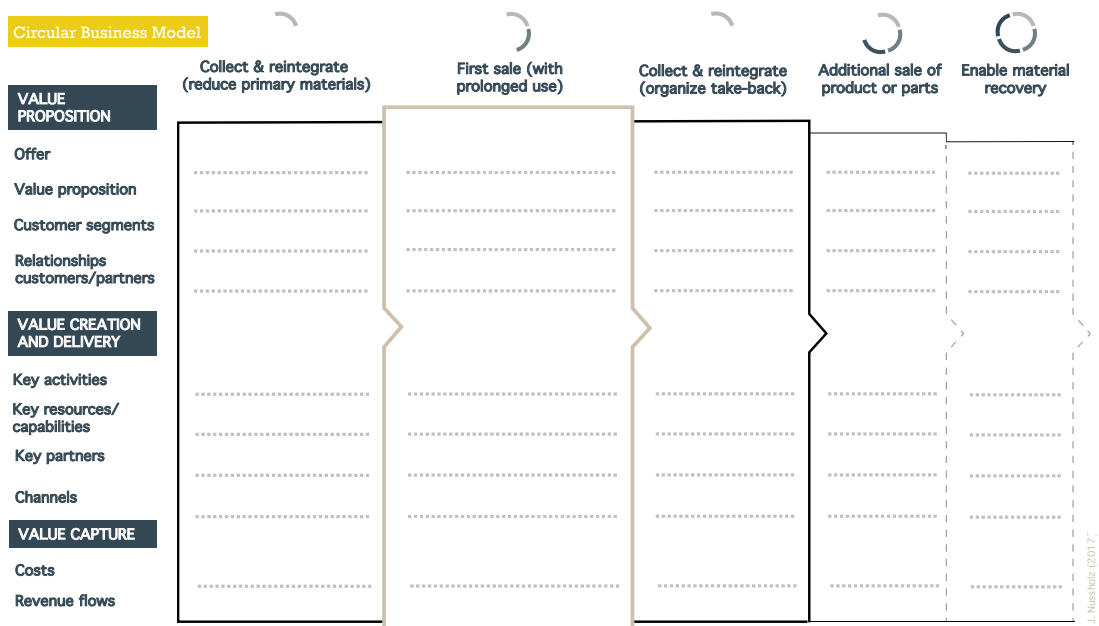 Circular Business Model
Collect & reintegrate
(reduce primary materials)
First sale (with
prolonged use)
Collect & reintegrate
(organize take-back)
Additional sale of
product or parts
Enable material
recovery
VALUE
PROPOSITION
Offer
Value proposition
Customer segments
Relationships
customers/partners
VALUE CREATION
AND DELIVERY
Key activities
Key resources/
capabilities
Key partners
Channels
VALUE CAPTURE
Costs
Revenue flows
J. Nussholz (2017)